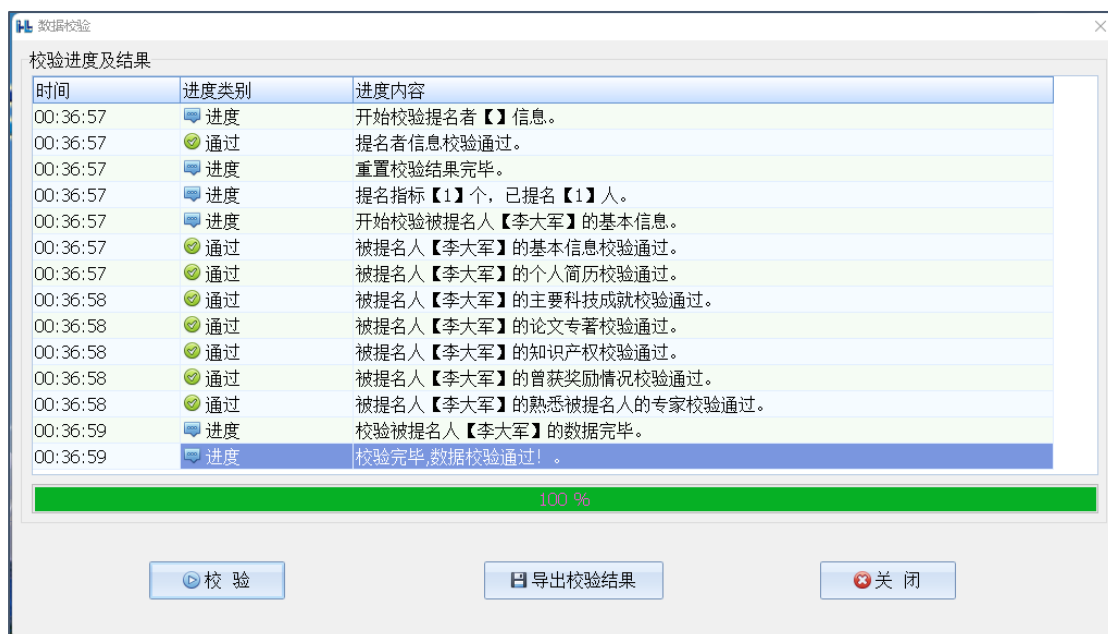 数据校验
校验进度及结果
时间 进度类别 进度内容
00:36:57 进度 开始校验提名者【】信息。
00:36:57 通过 提名者信息校验通过。
00:36:57 进度 重置校验结果完毕。
00:36:57 进度 提名指标【1】个，已提名【1】人。
00:36:57 进度 开始校验被提名人【李大军】的基本信息。
00:36:57 通过 被提名人【李大军】的基本信息校验通过。
00:36:57 通过 被提名人【李大军】的个人简历校验通过。
00:36:58 通过 被提名人【李大军】的主要科技成就校验通过。
00:36:58 通过 被提名人【李大军】的论文专著校验通过。
00:36:58 通过 被提名人【李大军】的知识产权校验通过。
00:36:58 通过 被提名人【李大军】的曾获奖励情况校验通过。
00:36:58 通过 被提名人【李大军】的熟悉被提名人的专家校验通过。
00:36:59 进度 校验被提名人【李大军】的数据完毕。
00:36:59 进度 校验完毕,数据校验通过！。
100 %
校 验 导出校验结果 关 闭